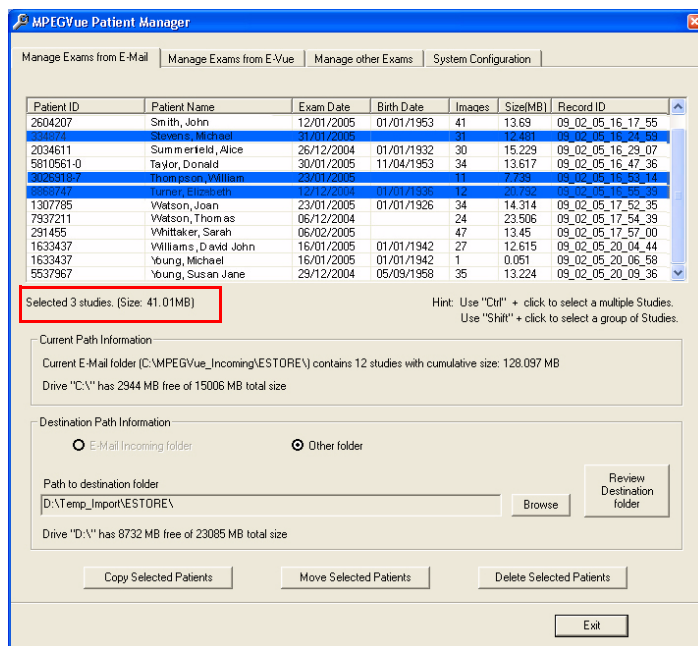 MPEGVue Patient Manager
Manage Exams from E-Mail Manage Exams from E-Vue Manage other Exams System Configuration
Patient ID Patient Name Exam Date Birth Date Images Size(MB) Record ID
2604207 Smith, John 12/01/2005 01/01/1953 41 13.69 09_02_05_16_17_55
334874 Stevens, Michael 31/01/2005 31 12.481 09_02_05_16_24_59
2034611 Summerfield, Alice 26/12/2004 01/01/1932 30 15.229 09_02_05_16_29_07
5810561-0 Taylor, Donald 30/01/2005 11/04/1953 34 13.617 09_02_05_16_47_36
3026918-7 Thompson, William 23/01/2005 11 7.739 09_02_05_16_53_14
8868747 Turner, Elizabeth 12/12/2004 01/01/1936 12 20.792 09_02_05_16_55_39
1307785 Watson, Joan 23/01/2005 01/01/1926 34 14.314 09_02_05_17_52_35
7937211 Watson, Thomas 06/12/2004 24 23.506 09_02_05_17_54_39
291455 Whittaker, Sarah 06/02/2005 47 13.45 09_02_05_17_57_00
1633437 Williams, David John 16/01/2005 01/01/1942 27 12.615 09_02_05_20_04_44
1633437 Young, Michael 16/01/2005 01/01/1942 1 0.051 09_02_05_20_06_58
5537967 Young, Susan Jane 29/12/2004 05/09/1958 35 13.224 09_02_05_20_09_36
Selected 3 studies. (Size: 41.01MB) Hint: Use "Ctrl" + click to select a multiple Studies.
Use "Shift" + click to select a group of Studies.
Current Path Information
Current E-Mail folder (C:\MPEGVue_Incoming\ESTORE\) contains 12 studies with cumulative size: 128.097 MB
Drive "C:\" has 2944 MB free of 15006 MB total size
Destination Path Information
E-Mail Incoming folder Other folder
Path to destination folder
D:\Temp_Import\ESTORE\ Browse
Review
Destination
folder
Drive "D:\" has 8732 MB free of 23085 MB total size
Copy Selected Patients Move Selected Patients Delete Selected Patients
Exit